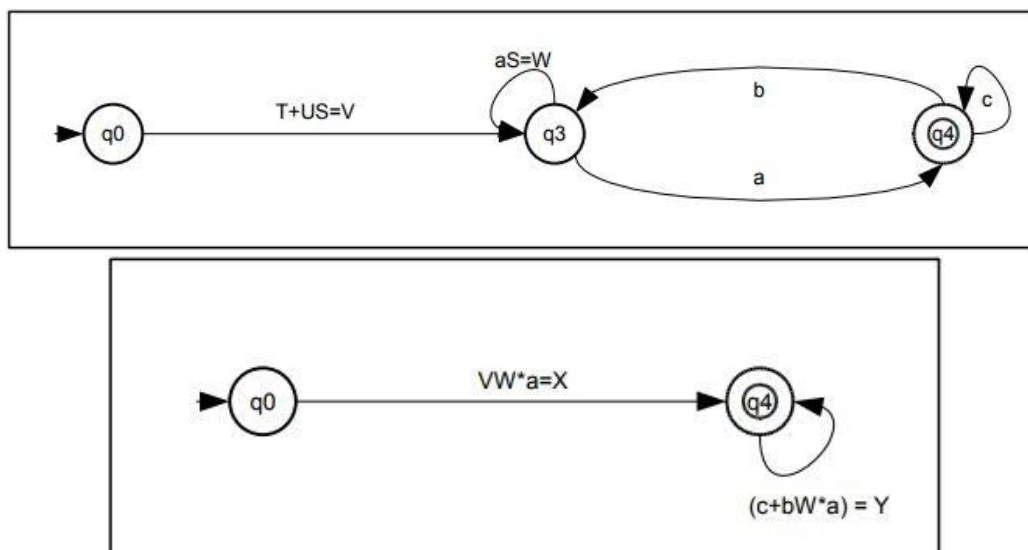 aS=W
b
c
T+US=V
q0
q3
q4
a
VW*a=X
q0
q4
(c+bW*a) = Y